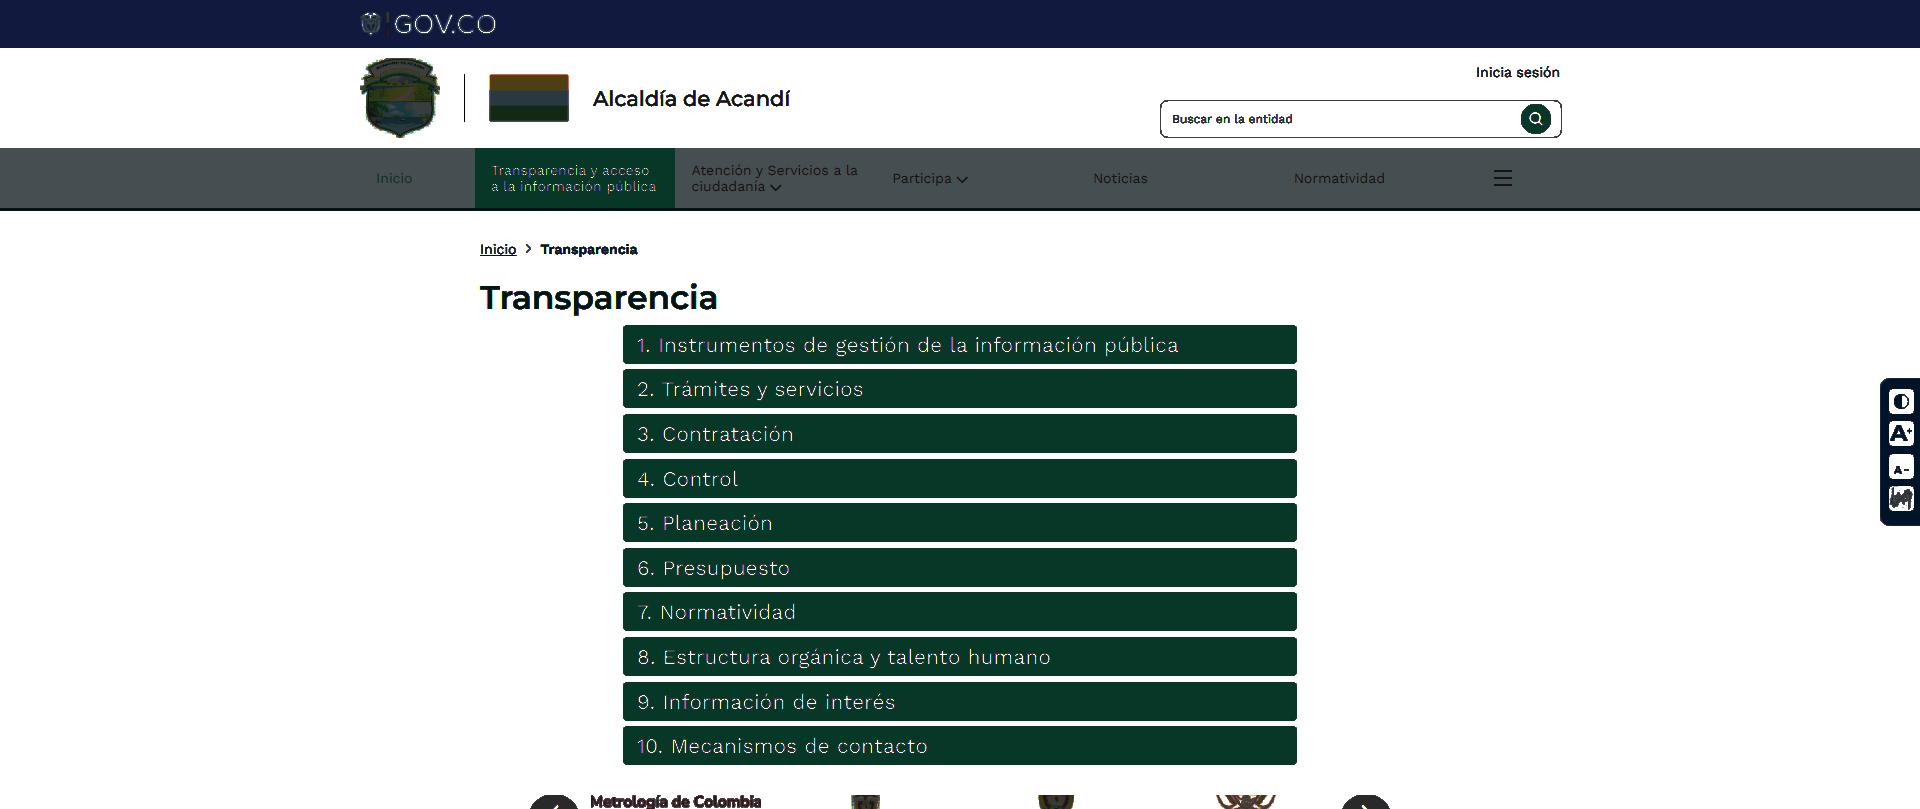 GOV.CO
Alcaldía de Acandí
Inicia sesión
Buscar en la entidad
Inicio
Transparencia y acceso
a la información pública
Atención y Servicios a la
ciudadanía
Participa
Noticias
Normatividad
Inicio > Transparencia
Transparencia
1. Instrumentos de gestión de la información pública
2. Trámites y servicios
3. Contratación
4. Control
5. Planeación
6. Presupuesto
7. Normatividad
8. Estructura orgánica y talento humano
9. Información de interés
10. Mecanismos de contacto
A+
A-
Metrología de Colombia